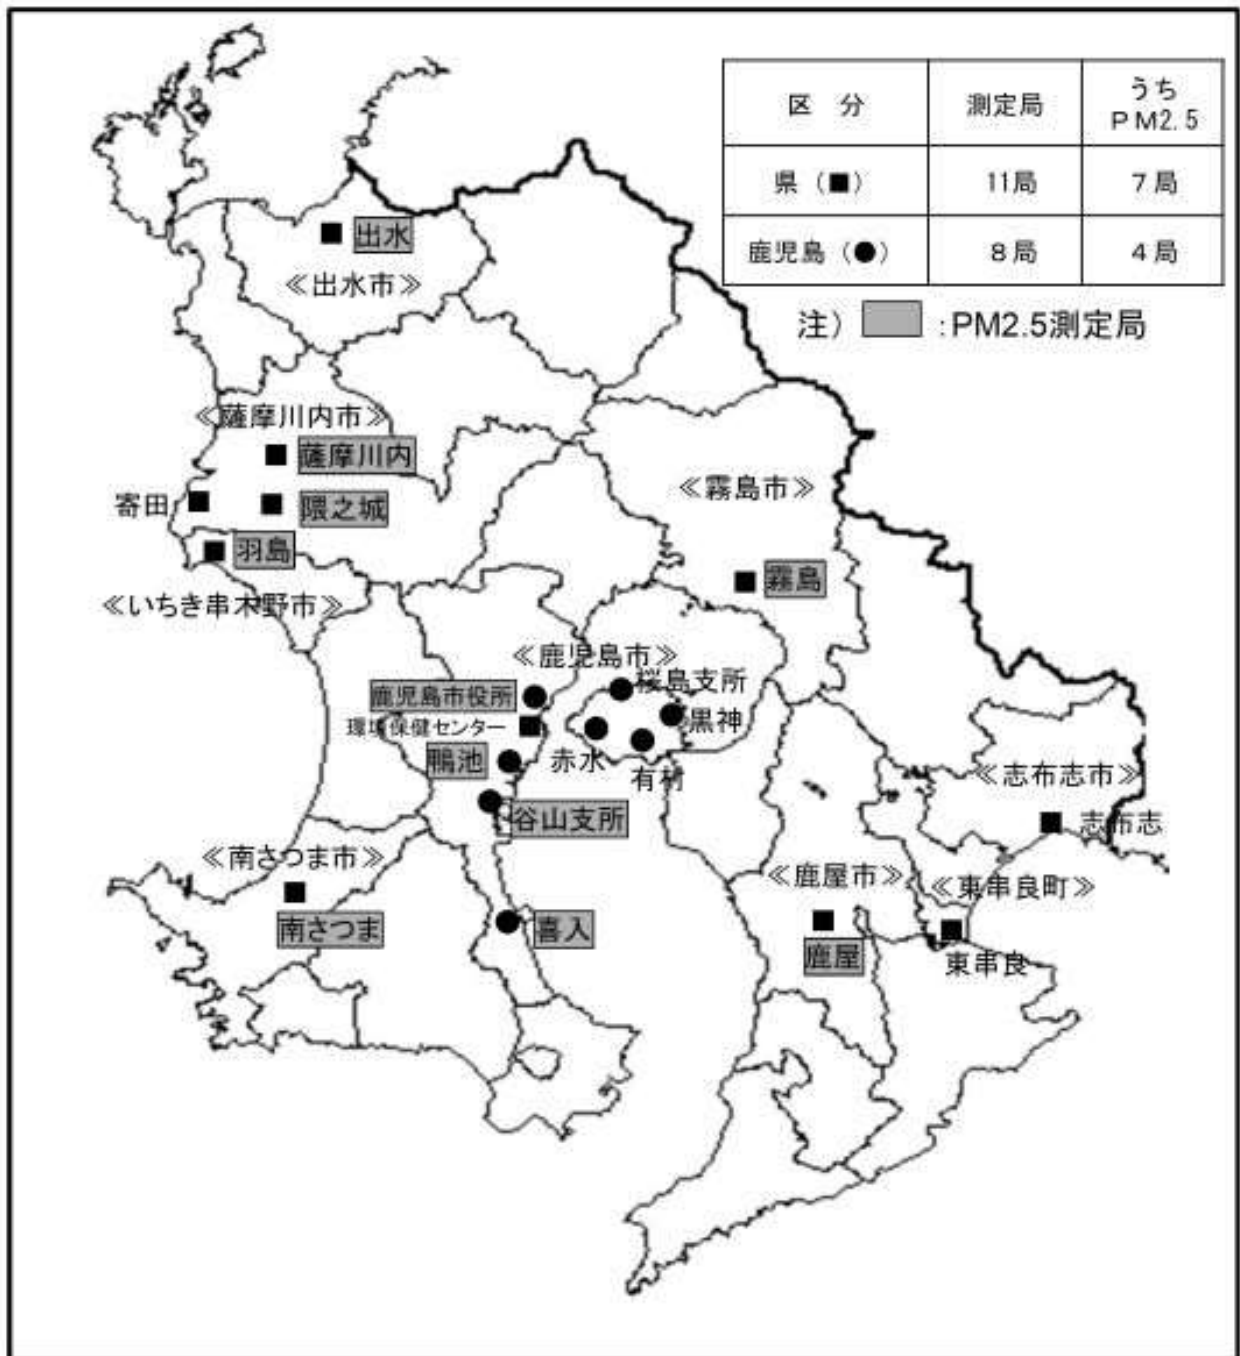 区 分 測定局 うち
ＰＭ2.5
県（■） 11局 ７局
鹿児島（●） ８局 ４局
注） :PM2.5測定局
出水
≪出水市≫
≪薩摩川内市≫
薩摩川内
寄田
隈之城
羽島
≪いちき串木野市≫
≪霧島市≫
霧島
≪鹿児島市≫
桜島支所
鹿児島市役所
環境保健センター
黒神
鴨池
赤水
有村
谷山支所
≪志布志市≫
志布志
≪南さつま市≫
南さつま
喜入
≪鹿屋市≫
鹿屋
≪東串良町≫
東串良